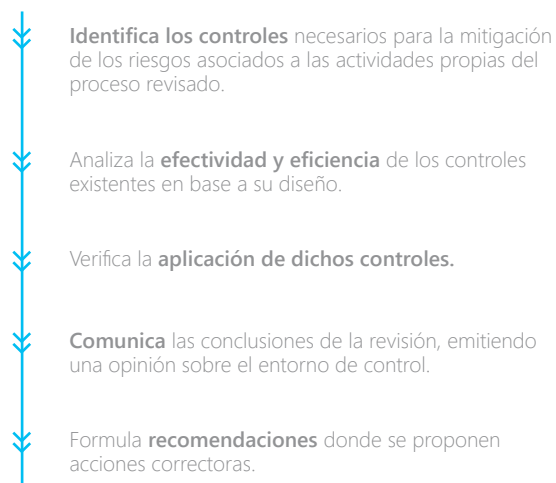 Identifica los controles necesarios para la mitigación
de los riesgos asociados a las actividades propias del
proceso revisado.
Analiza la efectividad y eficiencia de los controles
existentes en base a su diseño.
Verifica la aplicación de dichos controles.
Comunica las conclusiones de la revisión, emitiendo
una opinión sobre el entorno de control.
Formula recomendaciones donde se proponen
acciones correctoras.